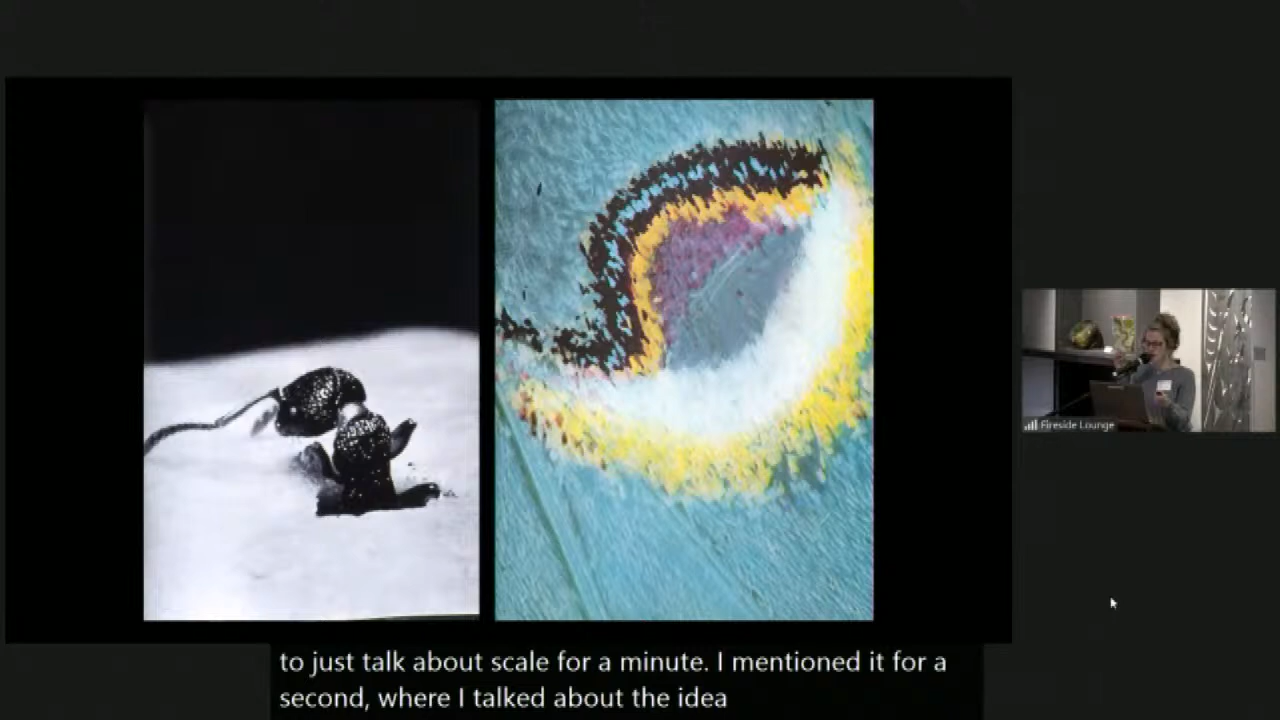 Fireside Lounge
to just talk about scale for a minute. I mentioned it for a
second, where I talked about the idea